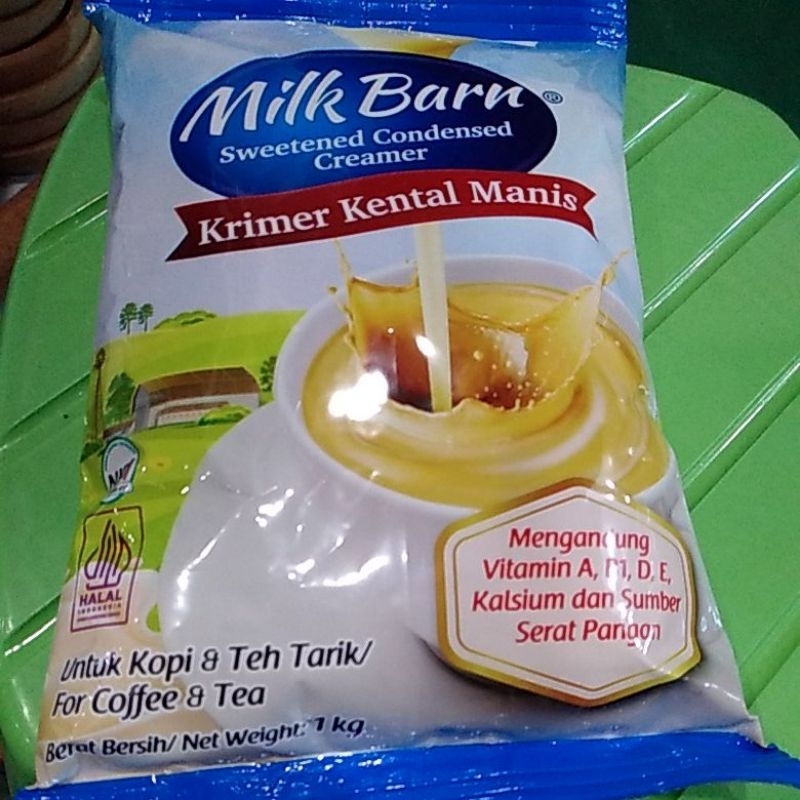 Milk Barn ®
Sweetened Condensed
Creamer
Krimer Kental Manis
Mengandung
Vitamin A, B1, D, E,
Kalsium dan Sumber
Serat Pangan
HALAL
INDONESIA
Untuk Kopi & Teh Tarik/
For Coffee & Tea
Berat Bersih/ Net Weight: 1 kg